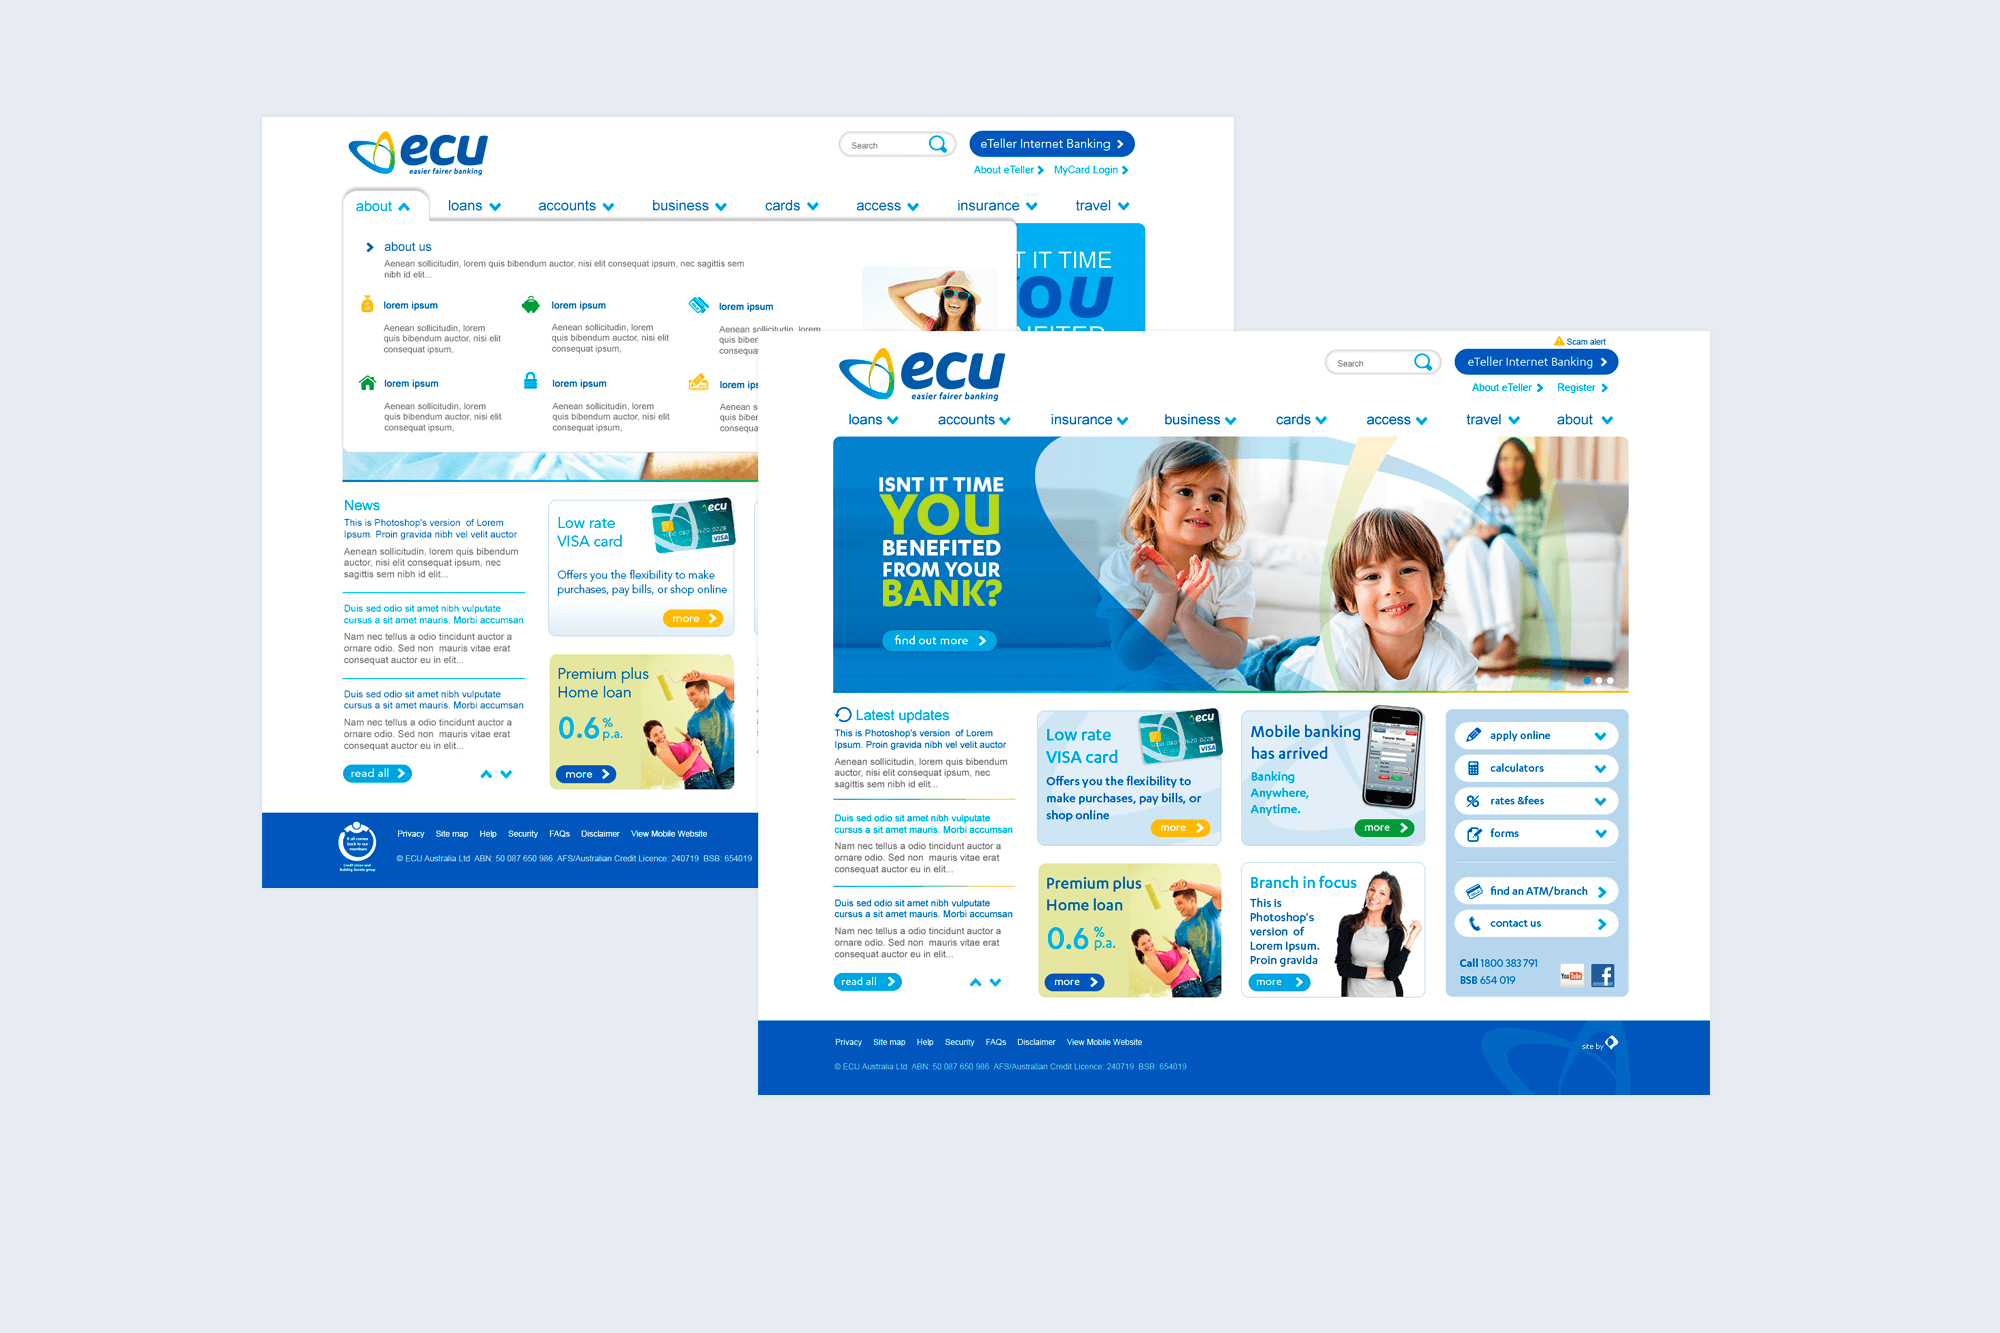 ecu
easier fairer banking
Search
eTeller Internet Banking
About eTeller
MyCard Login
about
loans
accounts
business
cards
access
insurance
travel
about us
Aenean sollicitudin, lorem quis bibendum auctor, nisi elit consequat ipsum, nec sagittis sem
nibh id elit...
lorem ipsum
Aenean sollicitudin, lorem
quis bibendum auctor, nisi elit
consequat ipsum,
lorem ipsum
Aenean sollicitudin, lorem
quis bibendum auctor, nisi elit
consequat ipsum,
lorem ipsum
Aenean sollicitudin, lorem
quis biben
consequa
lorem ipsum
Aenean sollicitudin, lorem
quis bibendum auctor, nisi elit
consequat ipsum,
lorem ipsum
Aenean sollicitudin, lorem
quis bibendum auctor, nisi elit
consequat ipsum,
lorem ips
Aenean s
quis biben
consequa
T IT TIME
YOU
NEFITED
News
This is Photoshop's version  of Lorem
Ipsum. Proin gravida nibh vel velit auctor
Aenean sollicitudin, lorem quis bibendum
auctor, nisi elit consequat ipsum, nec
sagittis sem nibh id elit...
Duis sed odio sit amet nibh vulputate
cursus a sit amet mauris. Morbi accumsan
Nam nec tellus a odio tincidunt auctor a
ornare odio. Sed non  mauris vitae erat
consequat auctor eu in elit...
Duis sed odio sit amet nibh vulputate
cursus a sit amet mauris. Morbi accumsan
Nam nec tellus a odio tincidunt auctor a
ornare odio. Sed non  mauris vitae erat
consequat auctor eu in elit...
read all
Low rate
VISA card
ecu
VISA
Offers you the flexibility to make
purchases, pay bills, or shop online
more
Premium plus
Home loan
0.6 % p.a.
more
It all comes
back to our
members
Credit Union and
Building Society group
Privacy  Site map  Help  Security  FAQs  Disclaimer  View Mobile Website
© ECU Australia Ltd  ABN: 50 087 650 986  AFS/Australian Credit Licence: 240719  BSB: 654019
ecu
easier fairer banking
Scam alert
Search
eTeller Internet Banking
About eTeller
Register
loans
accounts
insurance
business
cards
access
travel
about
ISNT IT TIME
YOU
BENEFITED
FROM YOUR
BANK?
find out more
Latest updates
This is Photoshop's version  of Lorem
Ipsum. Proin gravida nibh vel velit auctor
Aenean sollicitudin, lorem quis bibendum
auctor, nisi elit consequat ipsum, nec
sagittis sem nibh id elit...
Duis sed odio sit amet nibh vulputate
cursus a sit amet mauris. Morbi accumsan
Nam nec tellus a odio tincidunt auctor a
ornare odio. Sed non  mauris vitae erat
consequat auctor eu in elit...
Duis sed odio sit amet nibh vulputate
cursus a sit amet mauris. Morbi accumsan
Nam nec tellus a odio tincidunt auctor a
ornare odio. Sed non  mauris vitae erat
consequat auctor eu in elit...
read all
Low rate
VISA card
ecu
VISA
Offers you the flexibility to
make purchases, pay bills, or
shop online
more
Mobile banking
has arrived
Banking
Anywhere,
Anytime.
more
Premium plus
Home loan
0.6 % p.a.
more
Branch in focus
This is
Photoshop's
version  of
Lorem Ipsum.
Proin gravida
more
apply online
calculators
rates &fees
forms
find an ATM/branch
contact us
Call 1800 383 791
BSB 654 019
YouTube
f
Privacy  Site map  Help  Security  FAQs  Disclaimer  View Mobile Website
© ECU Australia Ltd  ABN: 50 087 650 986  AFS/Australian Credit Licence: 240719  BSB: 654019
site by